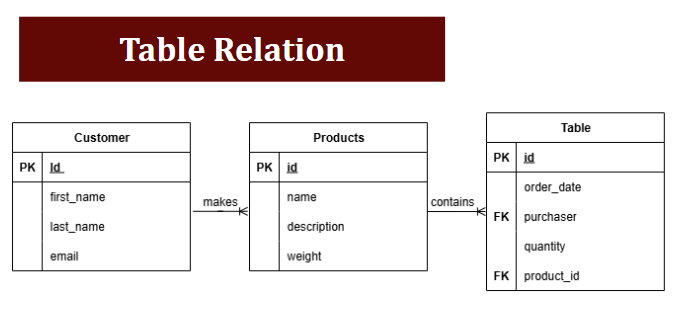 Table Relation
Customer
PK Id
first_name
last_name
email
makes
Products
PK id
name
description
weight
contains
Table
PK id
order_date
FK purchaser
quantity
FK product_id